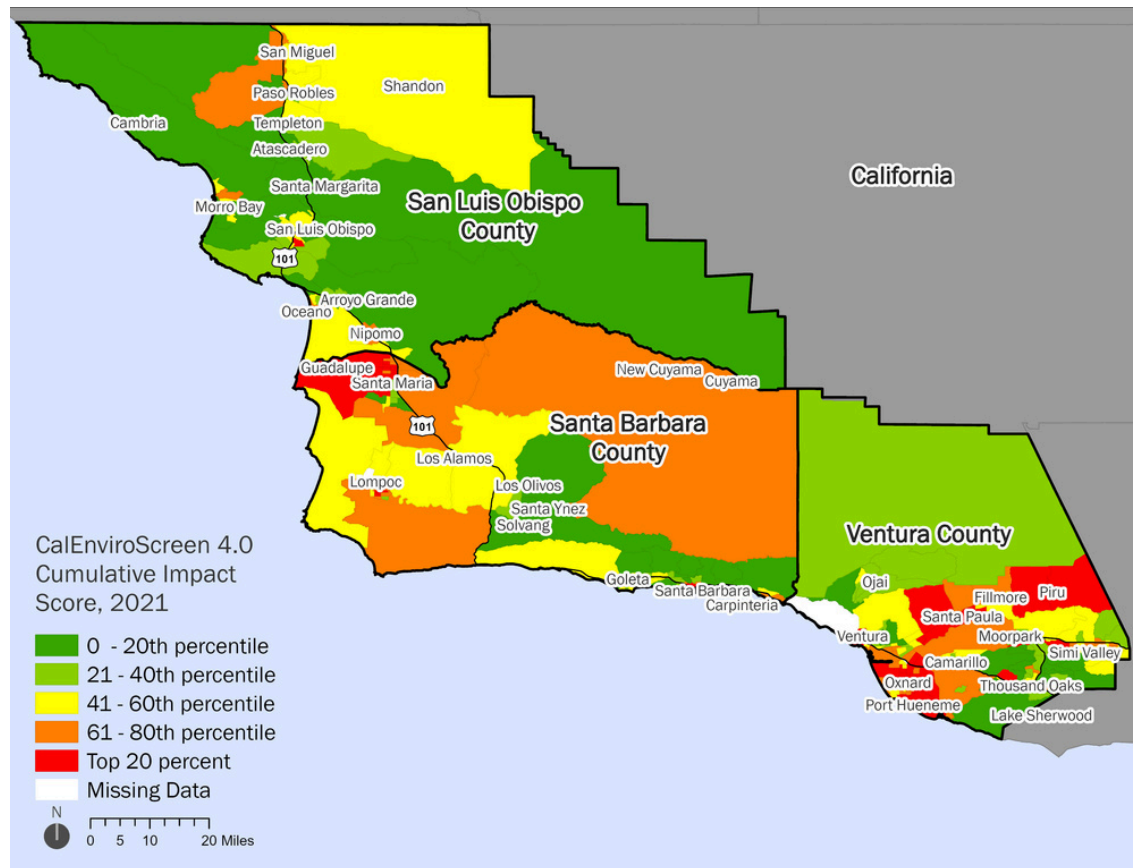 San Miguel
Shandon
Paso Robles
Cambria
Templeton
Atascadero
California
Santa Margarita
Morro Bay
San Luis Obispo
County
San Luis Obispo
101
Arroyo Grande
Oceano
Nipomo
Guadalupe
Santa Maria
New Cuyama
Cuyama
101
Santa Barbara
County
Los Alamos
Lompoc
Los Olivos
Santa Ynez
Solvang
Ventura County
Goleta
Santa Barbara
Carpinteria
Ojai
Fillmore
Piru
Santa Paula
Ventura
Moorpark
Simi Valley
Camarillo
Oxnard
Thousand Oaks
Port Hueneme
Lake Sherwood
CalEnviroScreen 4.0
Cumulative Impact
Score, 2021
0 - 20th percentile
21 - 40th percentile
41 - 60th percentile
61 - 80th percentile
Top 20 percent
Missing Data
N
0 5 10 20 Miles